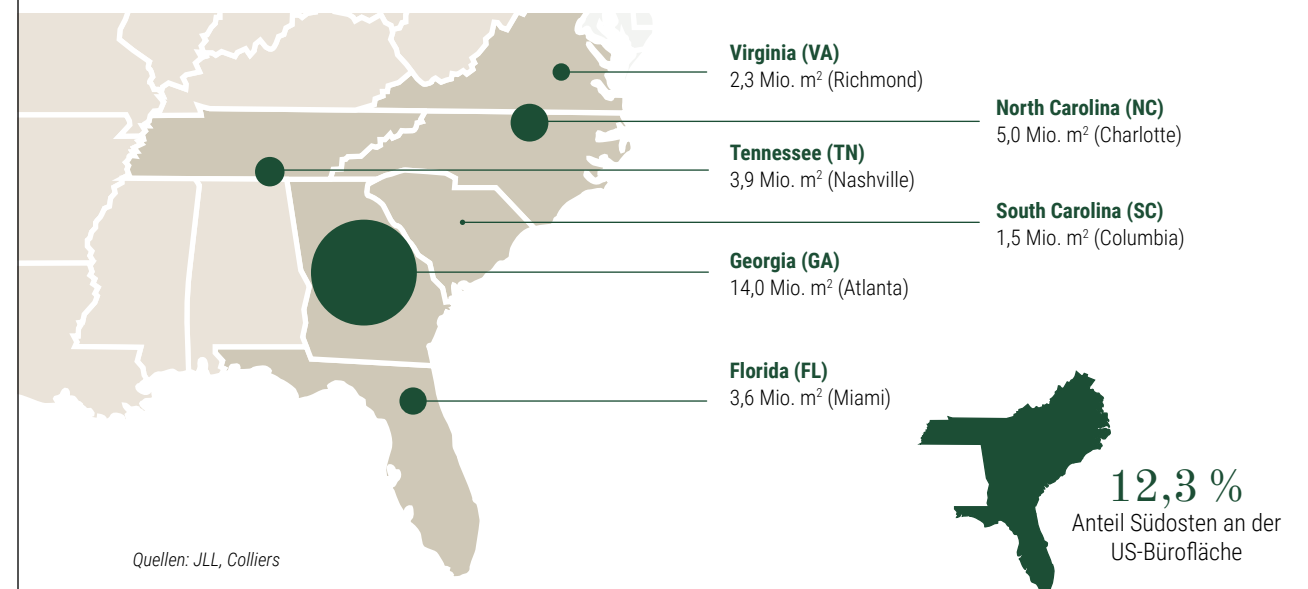 Virginia (VA)
2,3 Mio. m² (Richmond)
North Carolina (NC)
5,0 Mio. m² (Charlotte)
Tennessee (TN)
3,9 Mio. m² (Nashville)
South Carolina (SC)
1,5 Mio. m² (Columbia)
Georgia (GA)
14,0 Mio. m² (Atlanta)
Florida (FL)
3,6 Mio. m² (Miami)
12,3 %
Anteil Südosten an der
US-Bürofläche
Quellen: JLL, Colliers